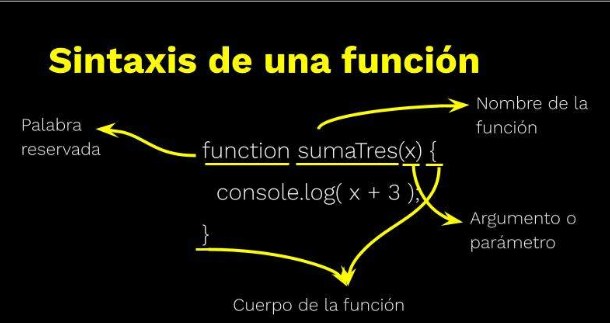 Sintaxis de una función
Nombre de la
función
Palabra
reservada
function sumaTres(x) {
console.log( x + 3 );
}
Argumento o
parámetro
Cuerpo de la función